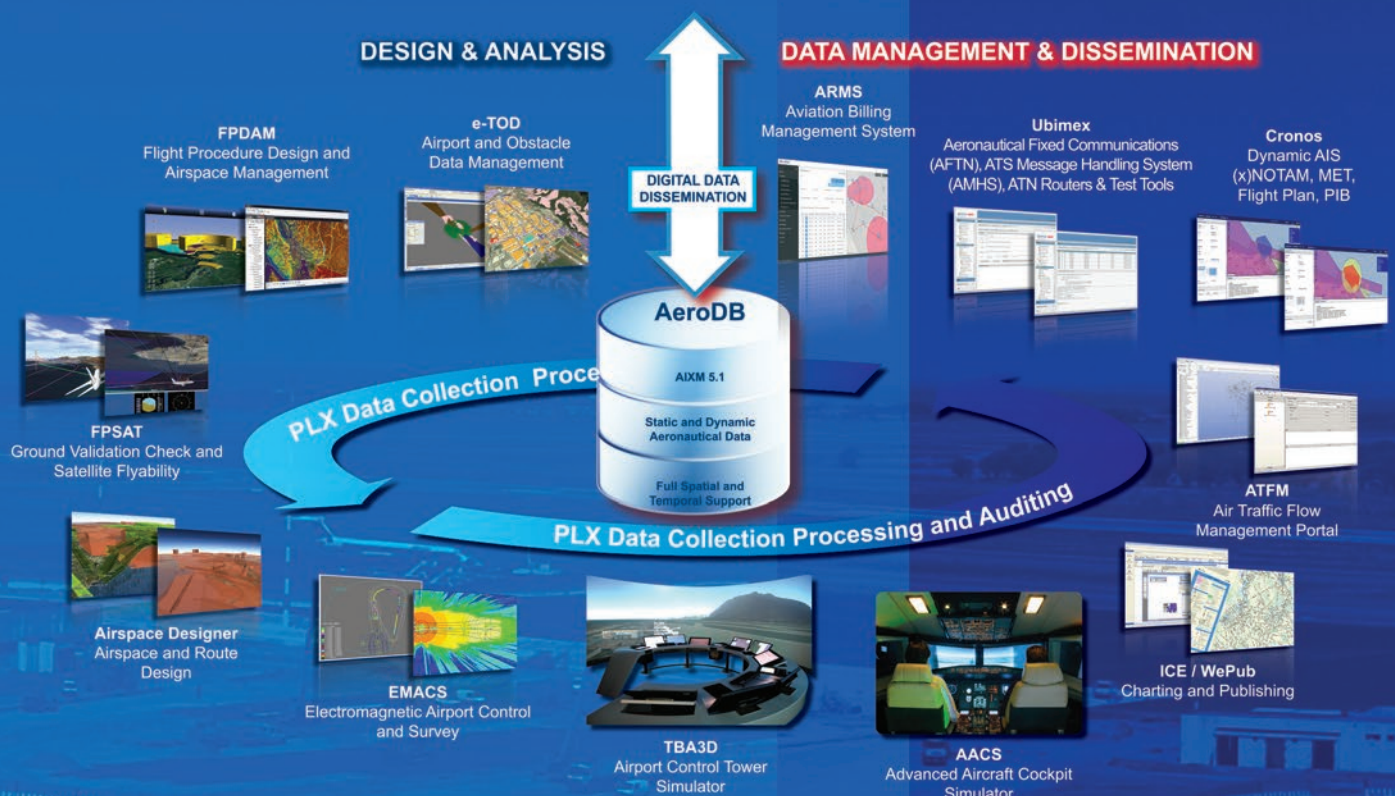 DESIGN & ANALYSIS
DATA MANAGEMENT & DISSEMINATION
FPDAM
Flight Procedure Design and
Airspace Management
e-TOD
Airport and Obstacle
Data Management
DIGITAL DATA
DISSEMINATION
ARMS
Aviation Billing
Management System
Ubimex
Aeronautical Fixed Communications
(AFTN), ATS Message Handling System
(AMHS), ATN Routers & Test Tools
Cronos
Dynamic AIS
(x)NOTAM, MET,
Flight Plan, PIB
AeroDB
AIXM 5.1
Static and Dynamic
Aeronautical Data
Full Spatial and
Temporal Support
PLX Data Collection Proce
PLX Data Collection Processing and Auditing
FPSAT
Ground Validation Check and
Satellite Flyability
ATFM
Air Traffic Flow
Management Portal
Airspace Designer
Airspace and Route
Design
EMACS
Electromagnetic Airport Control
and Survey
TBA3D
Airport Control Tower
Simulator
AACS
Advanced Aircraft Cockpit
Simulator
ICE / WePub
Charting and Publishing